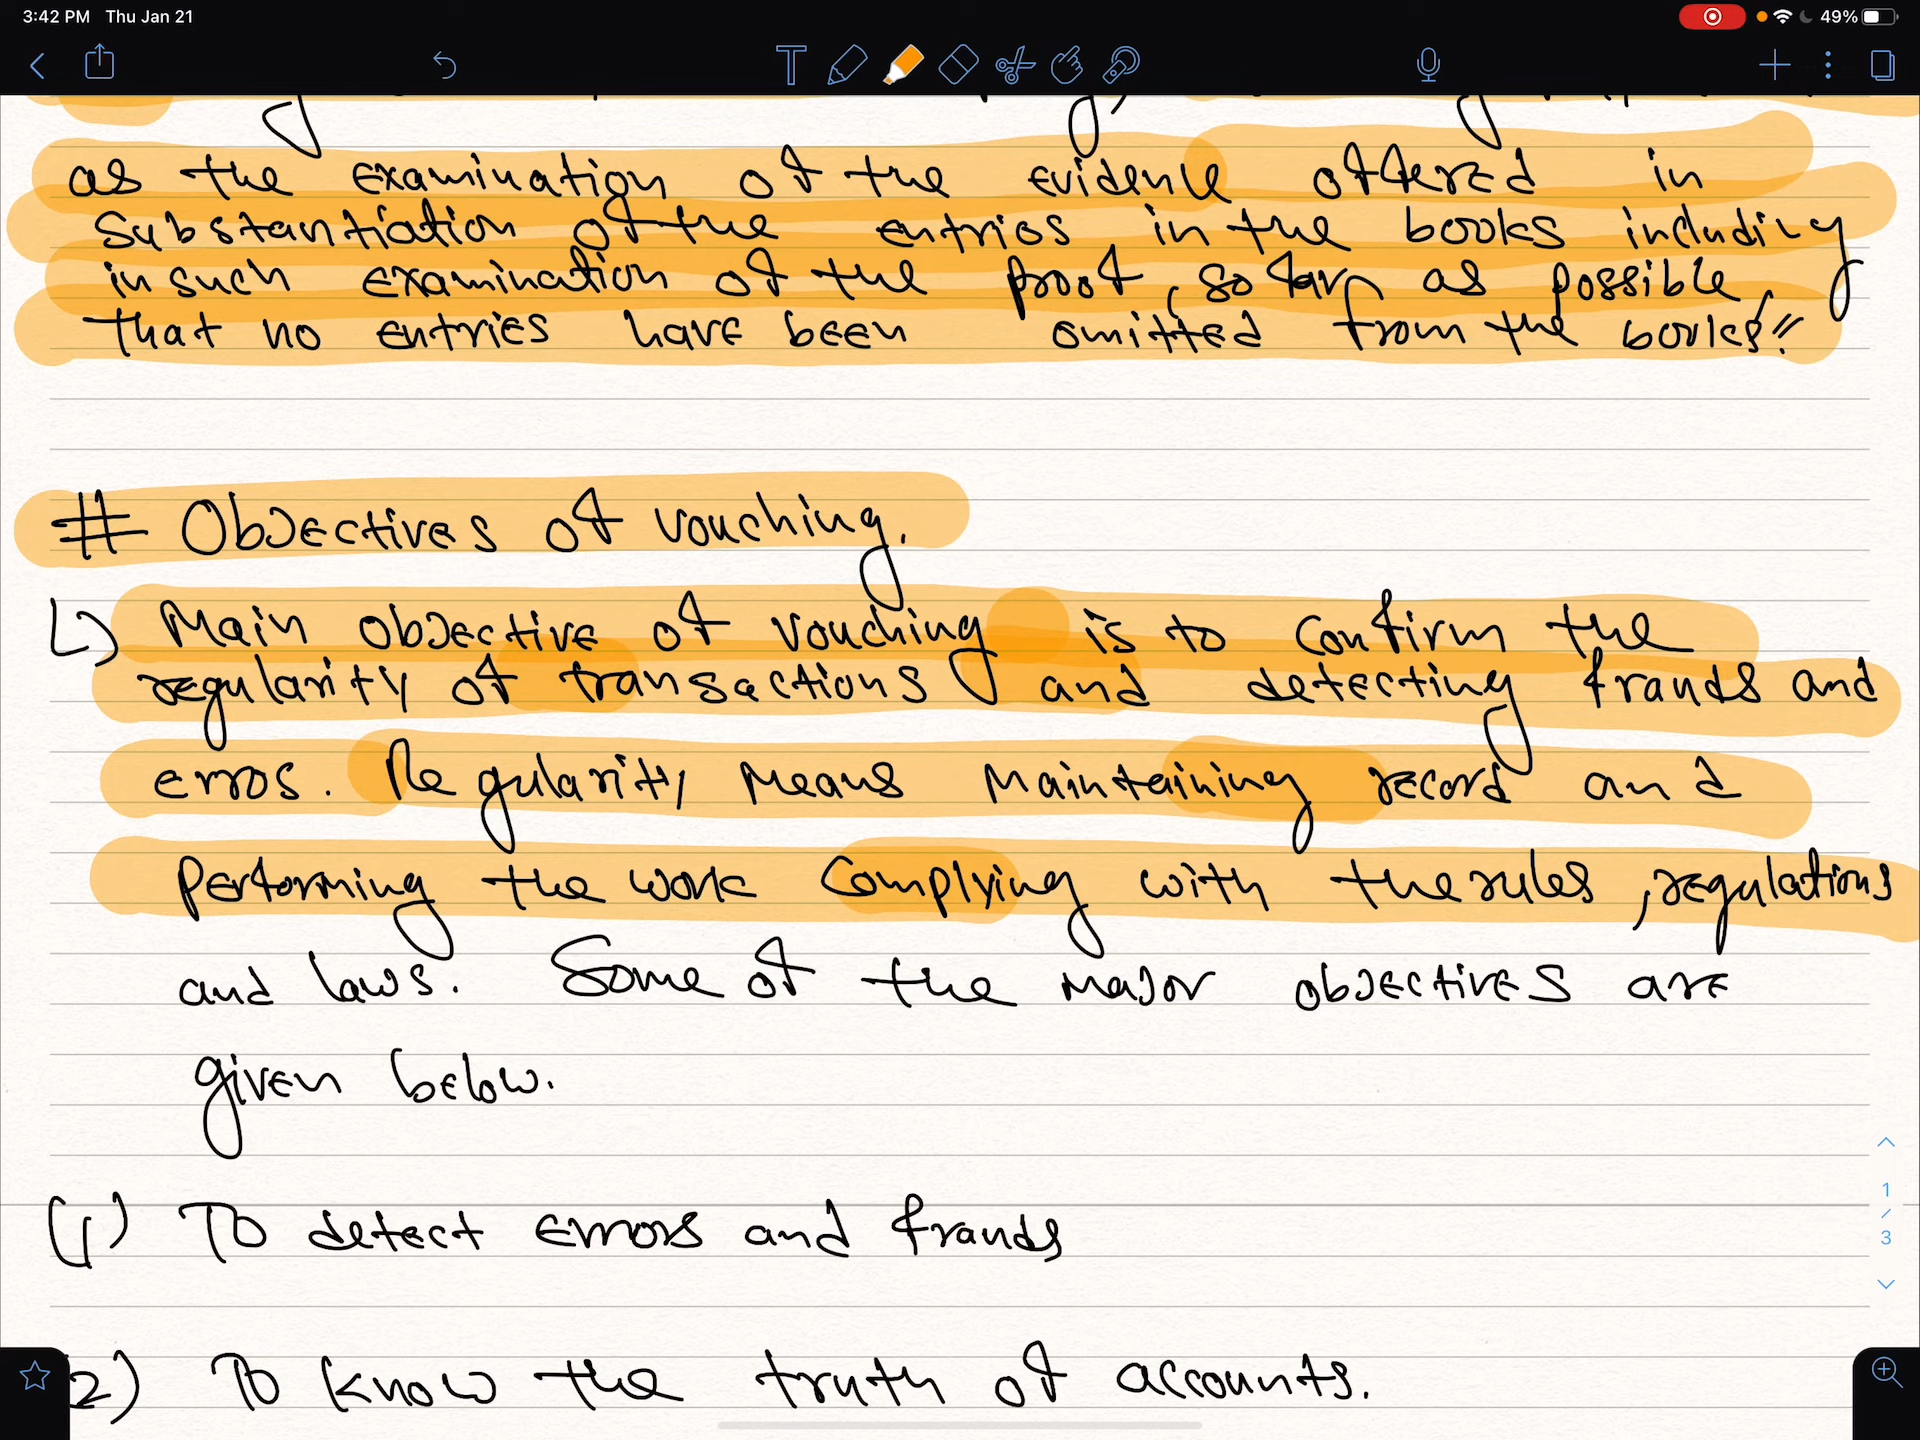 3:42 PM Thu Jan 21
49%
as the examination of the evidence offered in
substantiation of the entries in the books including
in such examination of the proof, so far as possible,
that no entries have been omitted from the books."
# Objectives of vouching.
Main objective of vouching is to confirm the
regularity of transactions and detecting frauds and
erros. Regularity means maintaining record and
performing the work complying with the rules, regulations
and laws. Some of the major objectives are
given below.
(1) To detect errors and frauds
2) To know the truth of accounts.
1
/
3